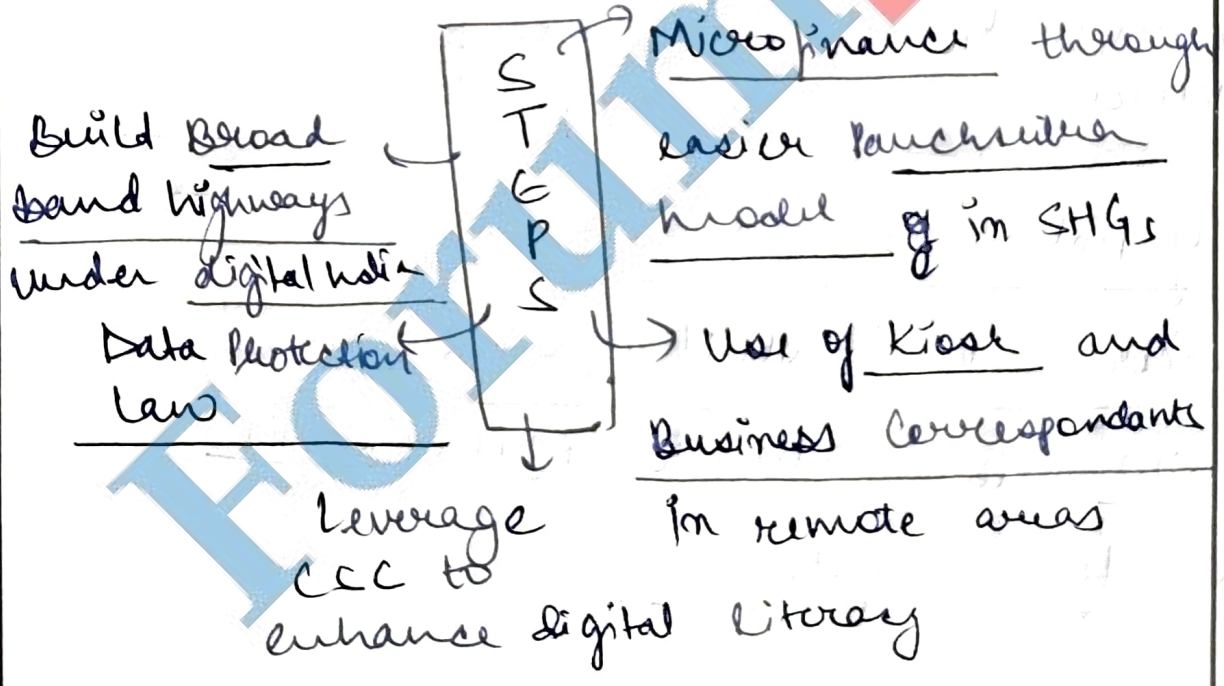 STEPS
Microfinance through
easier Panchsutra
model in SHGs
Use of Kiosk and
Business Correspondants
in remote areas
Build Broad
band highways
under digital India
Data Protection
Law
Leverage
CSC to
enhance digital literacy
Forum